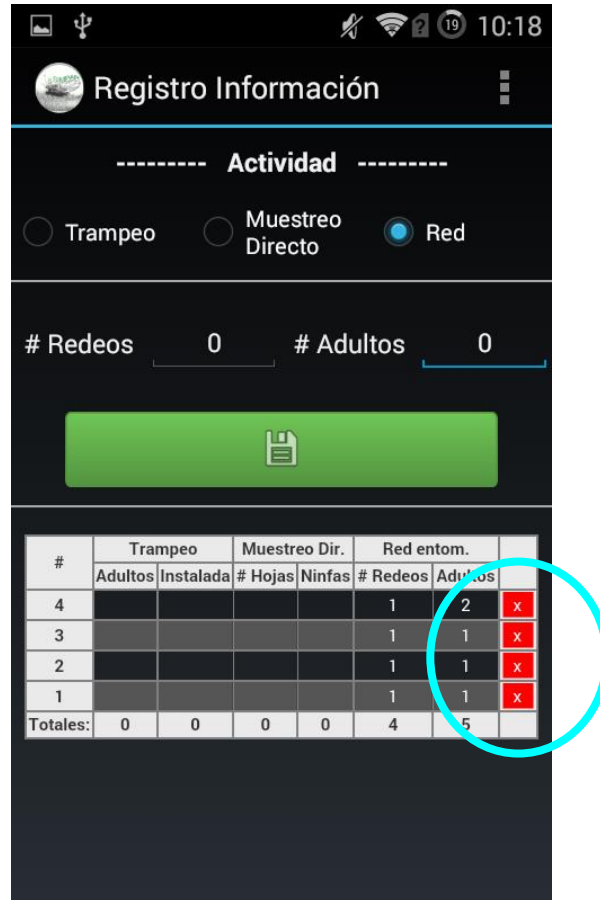 19 10:18
Registro Información
--------- Actividad ---------
Trampeo Muestreo Directo Red
# Redeos 0 # Adultos 0
# Trampeo Muestreo Dir. Red entom.
Adultos Instalada # Hojas Ninfas # Redeos Adultos
4 1 2 x
3 1 1 x
2 1 1 x
1 1 1 x
Totales: 0 0 0 0 4 5